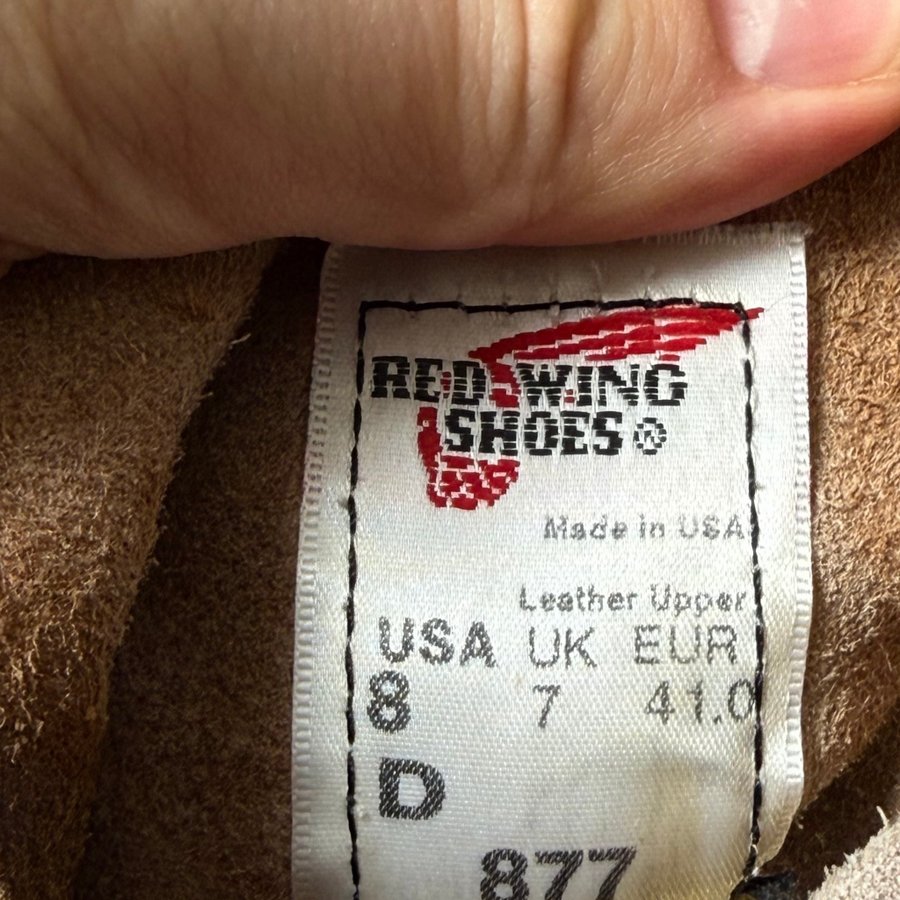 RED WING
SHOES ®
Made in USA
Leather Upper
USA UK EUR
8 7 41.0
D
877